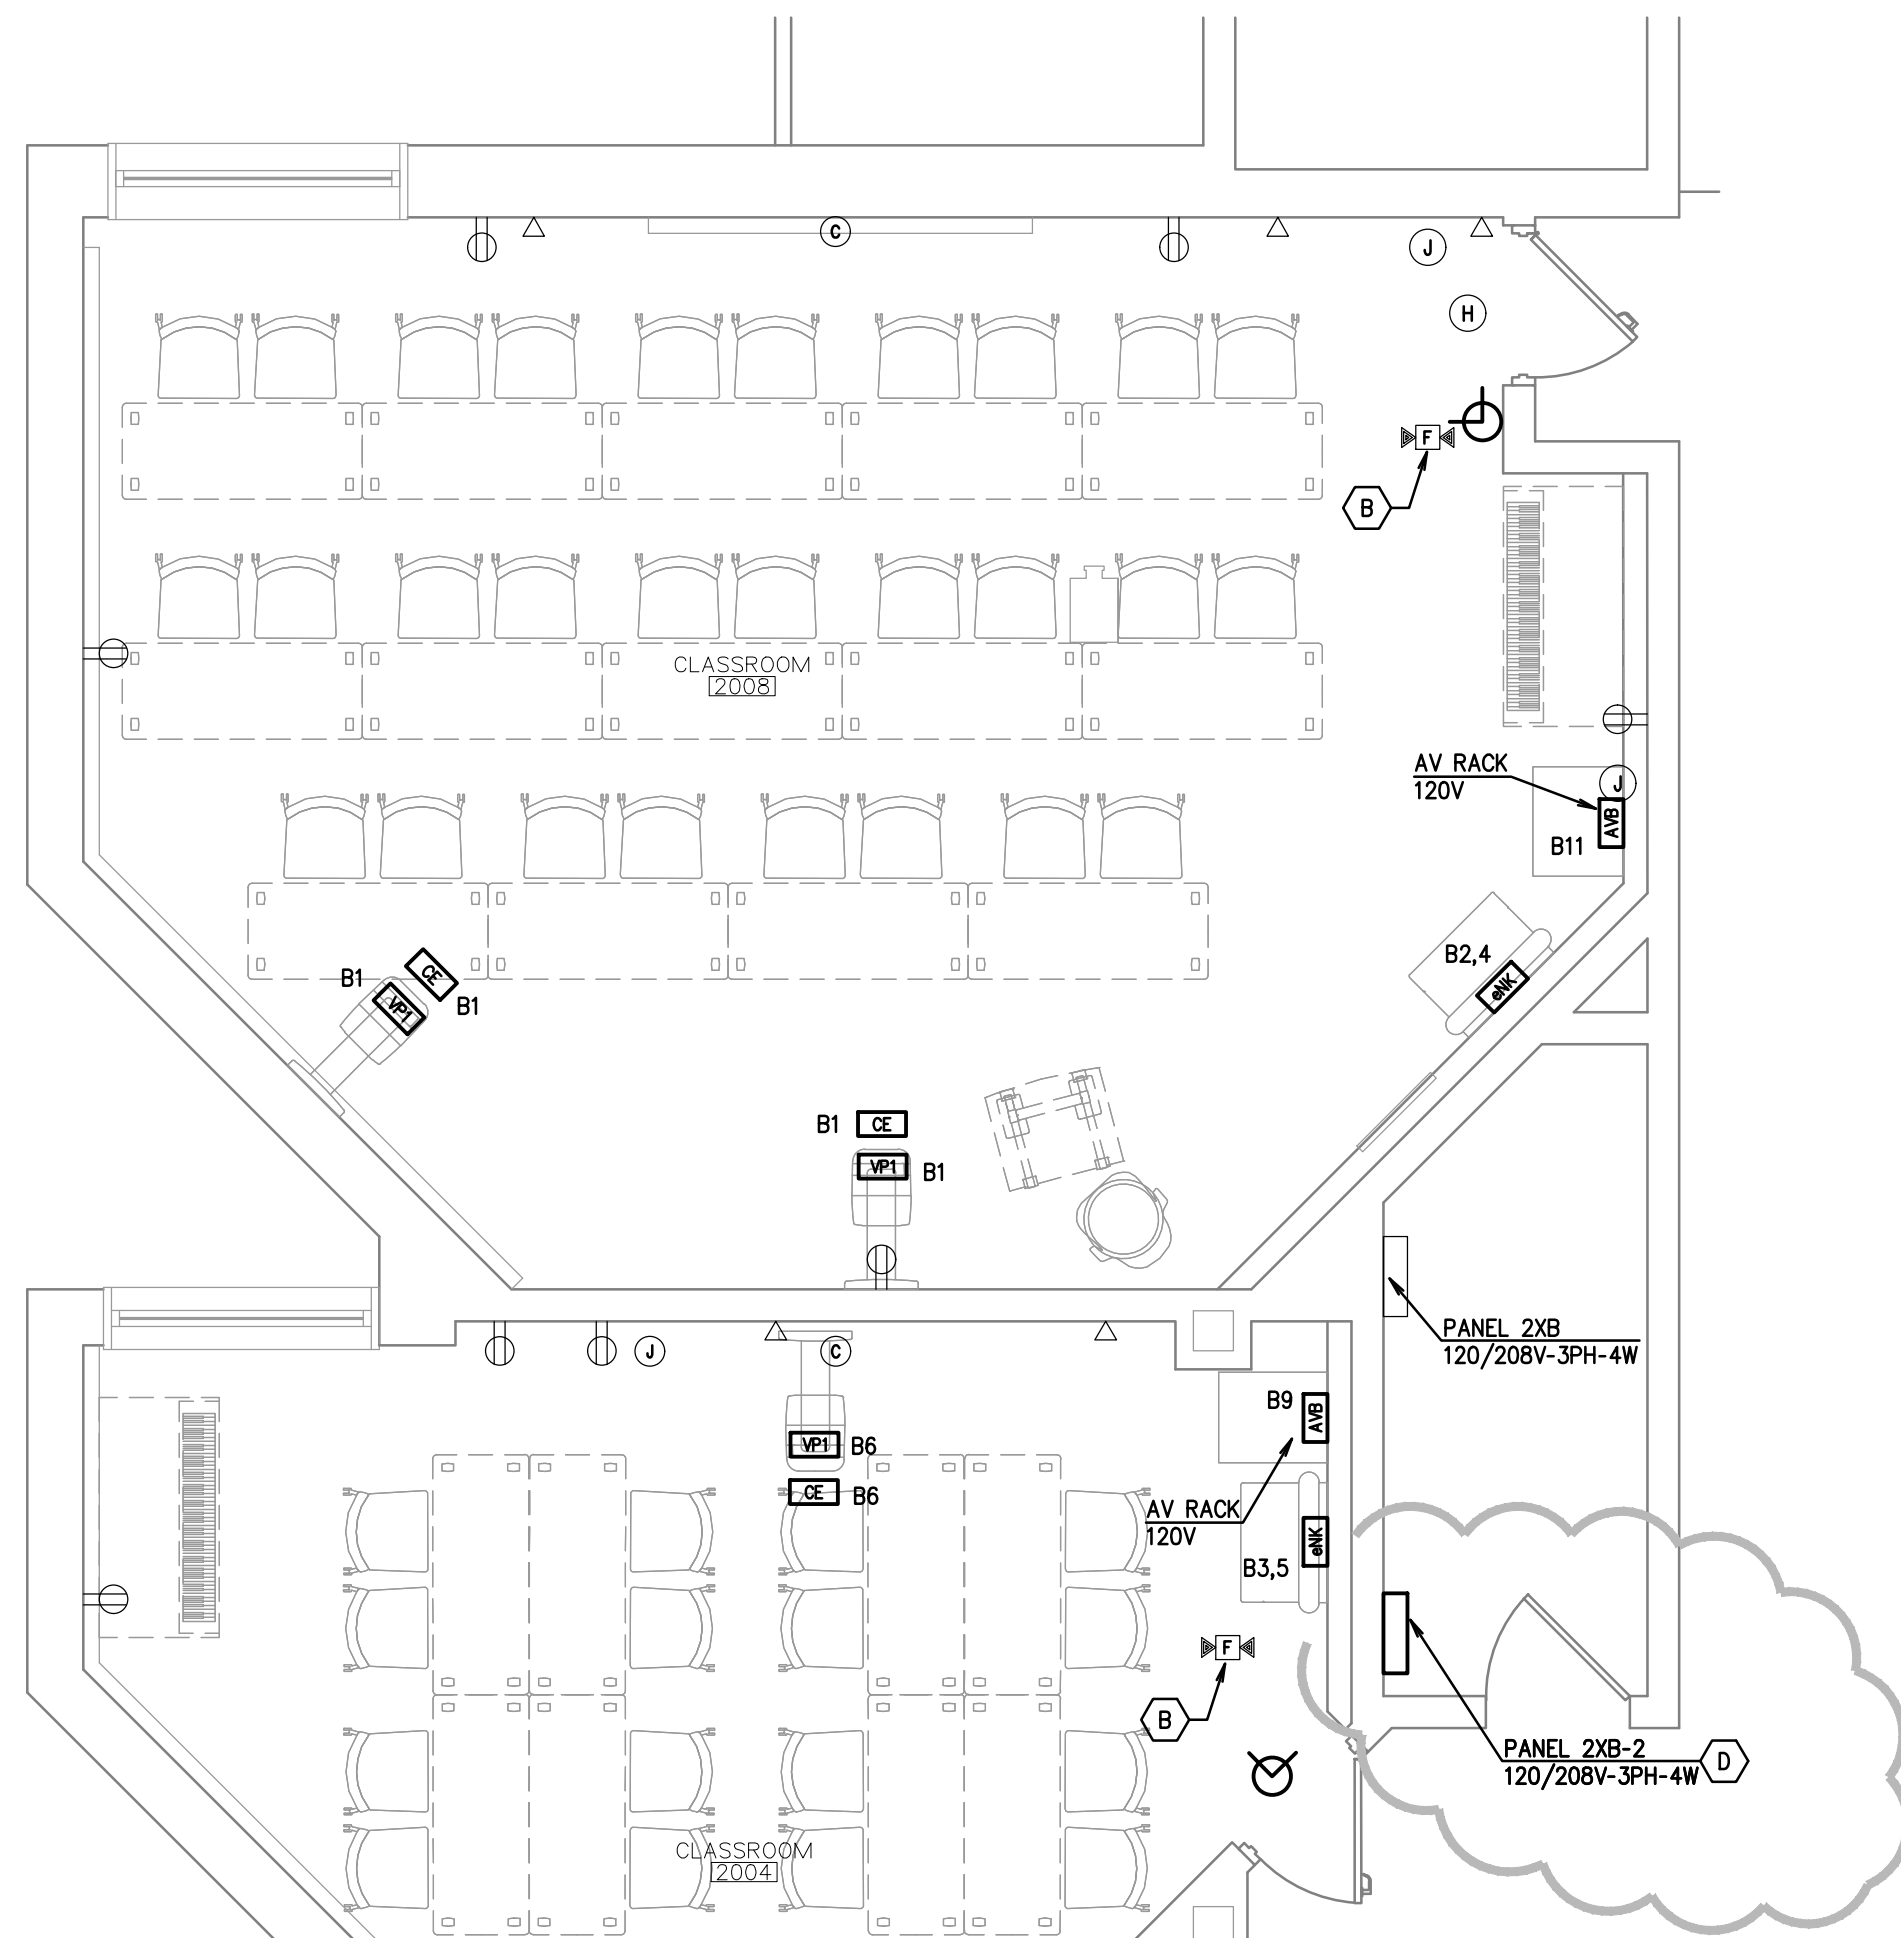 C
J
H
F
B
CLASSROOM
2008
AV RACK
120V
J
AVB
B11
B2,4
eNK
B1
CE
VP1
B1
B1
CE
VP1
B1
PANEL 2XB
120/208V-3PH-4W
J
C
B9
AVB
VP1
B6
CE
B6
AV RACK
120V
eNK
B3,5
F
B
PANEL 2XB-2
120/208V-3PH-4W
D
CLASSROOM
2004